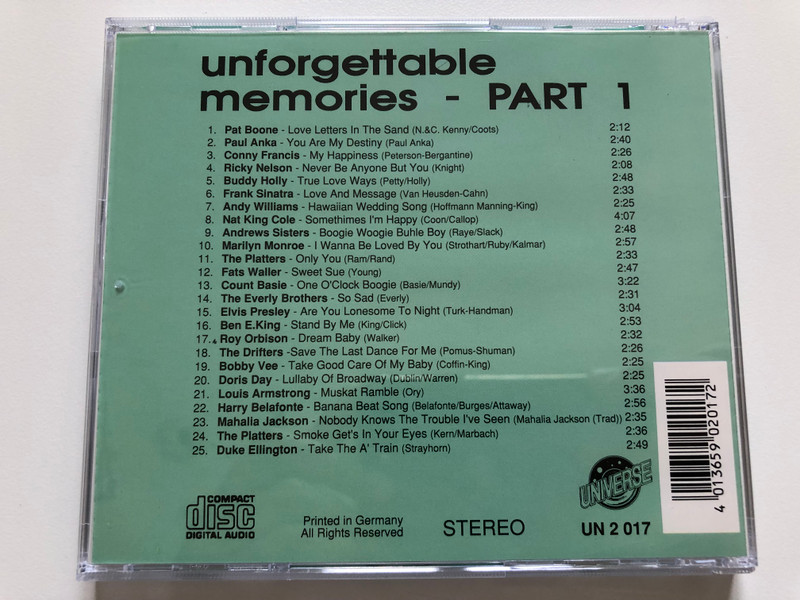 unforgettable
memories - PART 1
1. Pat Boone - Love Letters In The Sand (N.&C. Kenny/Coots) 2:12
2. Paul Anka - You Are My Destiny (Paul Anka) 2:40
3. Conny Francis - My Happiness (Peterson-Bergantine) 2:26
4. Ricky Nelson - Never Be Anyone But You (Knight) 2:08
5. Buddy Holly - True Love Ways (Petty/Holly) 2:48
6. Frank Sinatra - Love And Message (Van Heusden-Cahn) 2:33
7. Andy Williams - Hawaiian Wedding Song (Hoffmann Manning-King) 2:25
8. Nat King Cole - Somethimes I'm Happy (Coon/Callop) 4:07
9. Andrews Sisters - Boogie Woogie Buhle Boy (Raye/Slack) 2:48
10. Marilyn Monroe - I Wanna Be Loved By You (Strothart/Ruby/Kalmar) 2:57
11. The Platters - Only You (Ram/Rand) 2:33
12. Fats Waller - Sweet Sue (Young) 2:47
13. Count Basie - One O'Clock Boogie (Basie/Mundy) 3:22
14. The Everly Brothers - So Sad (Everly) 2:31
15. Elvis Presley - Are You Lonesome To Night (Turk-Handman) 3:04
16. Ben E.King - Stand By Me (King/Click) 2:53
17. Roy Orbison - Dream Baby (Walker) 2:32
18. The Drifters -Save The Last Dance For Me (Pomus-Shuman) 2:26
19. Bobby Vee - Take Good Care Of My Baby (Coffin-King) 2:25
20. Doris Day - Lullaby Of Broadway (Dublin/Warren) 2:25
21. Louis Armstrong - Muskat Ramble (Ory) 3:36
22. Harry Belafonte - Banana Beat Song (Belafonte/Burges/Attaway) 2:56
23. Mahalia Jackson - Nobody Knows The Trouble I've Seen (Mahalia Jackson (Trad)) 2:35
24. The Platters - Smoke Get's In Your Eyes (Kern/Marbach) 2:36
25. Duke Ellington - Take The A' Train (Strayhorn) 2:49
COMPACT
disc
DIGITAL AUDIO
Printed in Germany
All Rights Reserved
STEREO
UNIVERSE
UN 2 017
4 013659 020172